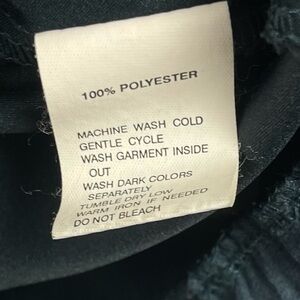 100% POLYESTER
MACHINE WASH COLD
GENTLE CYCLE
WASH GARMENT INSIDE
OUT
WASH DARK COLORS
SEPARATELY
TUMBLE DRY LOW
WARM IRON IF NEEDED
DO NOT BLEACH